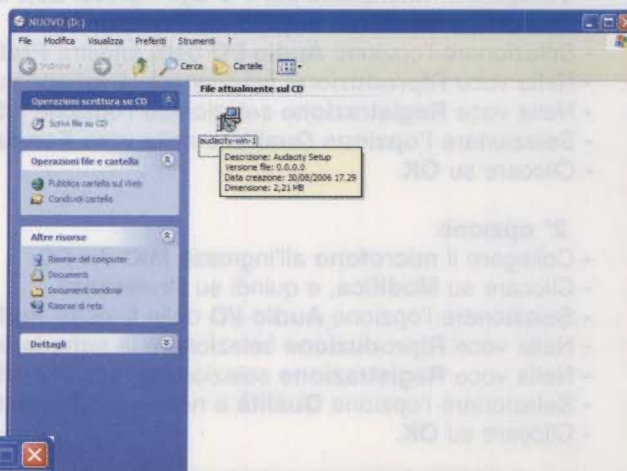 NUOVO (D:)
File Modifica Visualizza Preferiti Strumenti ?
Indietro Cerca Cartelle
File attualmente sul CD
Operazioni scrittura su CD
Scrivi file su CD
audacity-win-1
Descrizione: Audacity Setup
Versione file: 0.0.0.0
Data creazione: 30/08/2006 17.29
Dimensione: 2,21 MB
Operazioni file e cartella
Pubblica cartella sul Web
Condividi cartella
Altre risorse
Risorse del computer
Documenti
Documenti condivisi
Risorse di rete
Dettagli
- Selezionare l'opzione Audio
- Nella voce
- Nella voce Registrazione
- Selezionare l'opzione
- Cliccare su OK.
2° opzione:
- Collegare il microfono all'ingresso
- Cliccare su Modifica, e quindi su
- Selezionare l'opzione Audio I/O
- Nella voce Riproduzione
- Nella voce Registrazione
- Selezionare l'opzione Qualità
- Cliccare su OK.